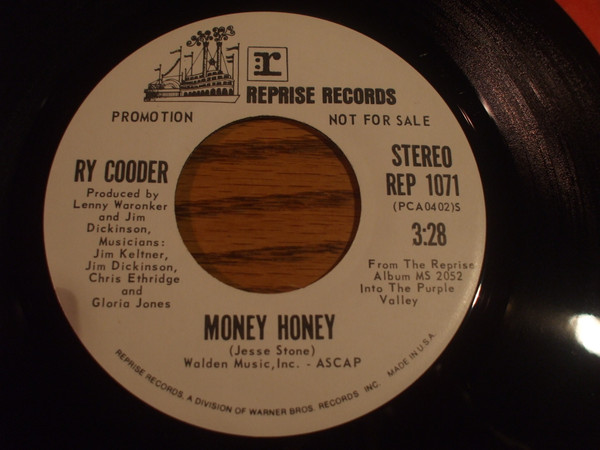 r
REPRISE RECORDS
PROMOTION
NOT FOR SALE
RY COODER
Produced by
Lenny Waronker
and Jim
Dickinson,
Musicians:
Jim Keltner,
Jim Dickinson,
Chris Ethridge
and
Gloria Jones
STEREO
REP 1071
(PCA0402)S
3:28
From The Reprise
Album MS 2052
Into The Purple
Valley
MONEY HONEY
(Jesse Stone)
Walden Music, Inc. - ASCAP
REPRISE RECORDS, A DIVISION OF WARNER BROS. RECORDS INC. MADE IN U.S.A.